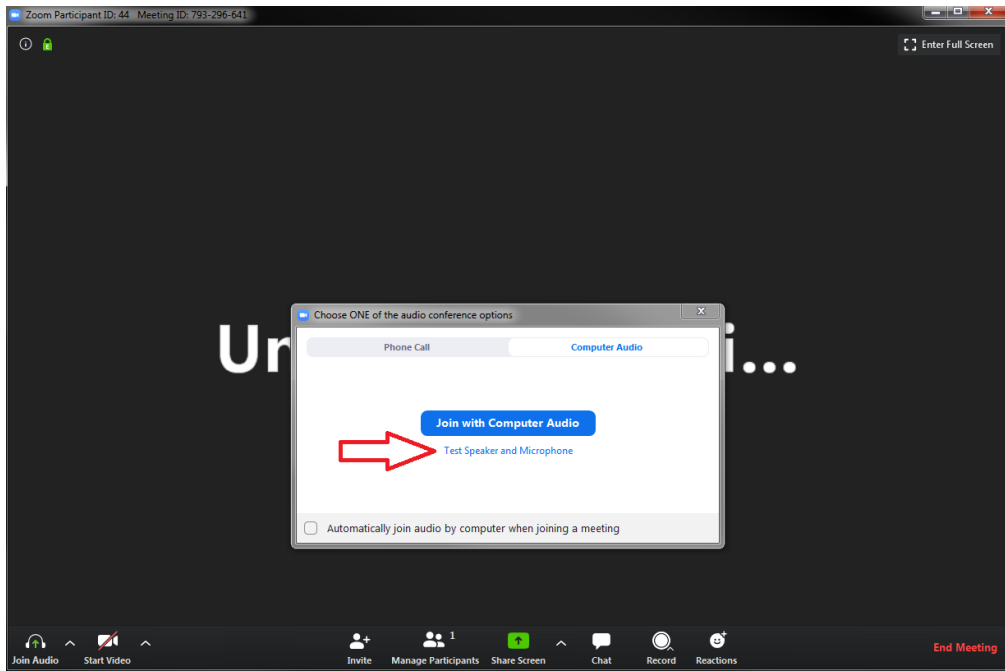 Zoom Participant ID: 44 Meeting ID: 793-296-641
Enter Full Screen
Choose ONE of the audio conference options
Phone Call Computer Audio
Un i...
Join with Computer Audio
Test Speaker and Microphone
Automatically join audio by computer when joining a meeting
1
Join Audio Start Video Invite Manage Participants Share Screen Chat Record Reactions End Meeting